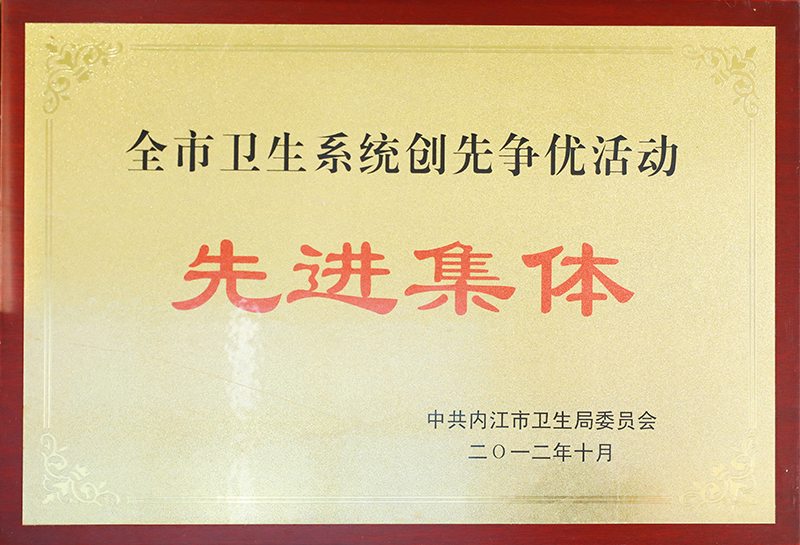 全市卫生系统创先争优活动
先进集体
中共内江市卫生局委员会
二〇一二年十月